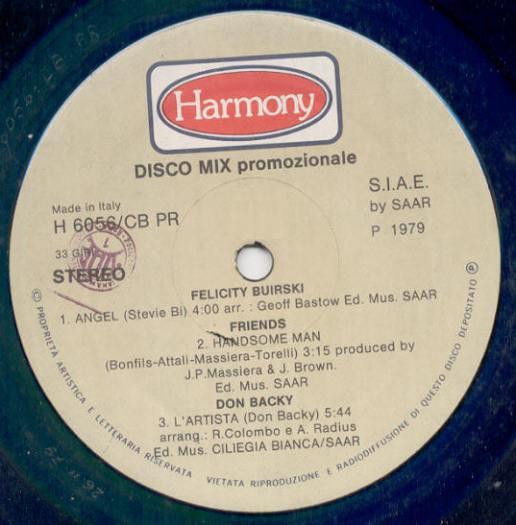 Harmony
DISCO MIX promozionale
Made in Italy
H 6056/CB PR
33 G
STEREO
S.I.A.E.
by SAAR
P 1979
FELICITY BUIRSKI
1. ANGEL (Stevie Bi) 4:00 arr. : Geoff Bastow Ed. Mus. SAAR
FRIENDS
2. HANDSOME MAN
(Bonfils-Attali-Massiera-Torelli) 3:15 produced by
J.P.Massiera & J. Brown.
Ed. Mus. SAAR
DON BACKY
3. L'ARTISTA (Don Backy) 5:44
arrang.: R.Colombo e A. Radius
Ed. Mus. CILIEGIA BIANCA/SAAR
© PROPRIETÀ ARTISTICA E LETTERARIA RISERVATA VIETATA RIPRODUZIONE E RADIODIFFUSIONE DI QUESTO DISCO DEPOSITATO ℗